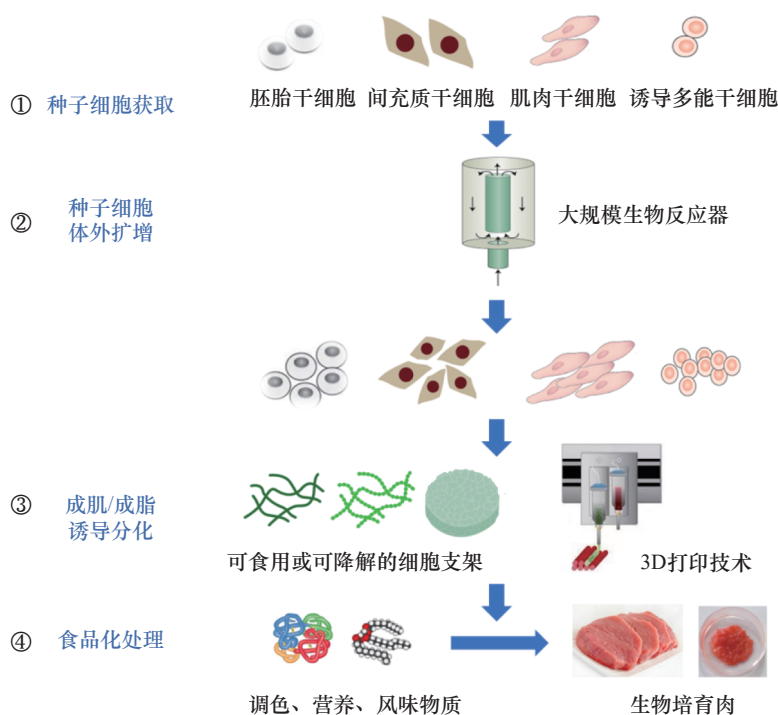 胚胎干细胞 间充质干细胞 肌肉干细胞 诱导多能干细胞
① 种子细胞获取
② 种子细胞
体外扩增
大规模生物反应器
③ 成肌/成脂
诱导分化
可食用或可降解的细胞支架 3D打印技术
④ 食品化处理
调色、营养、风味物质 生物培育肉